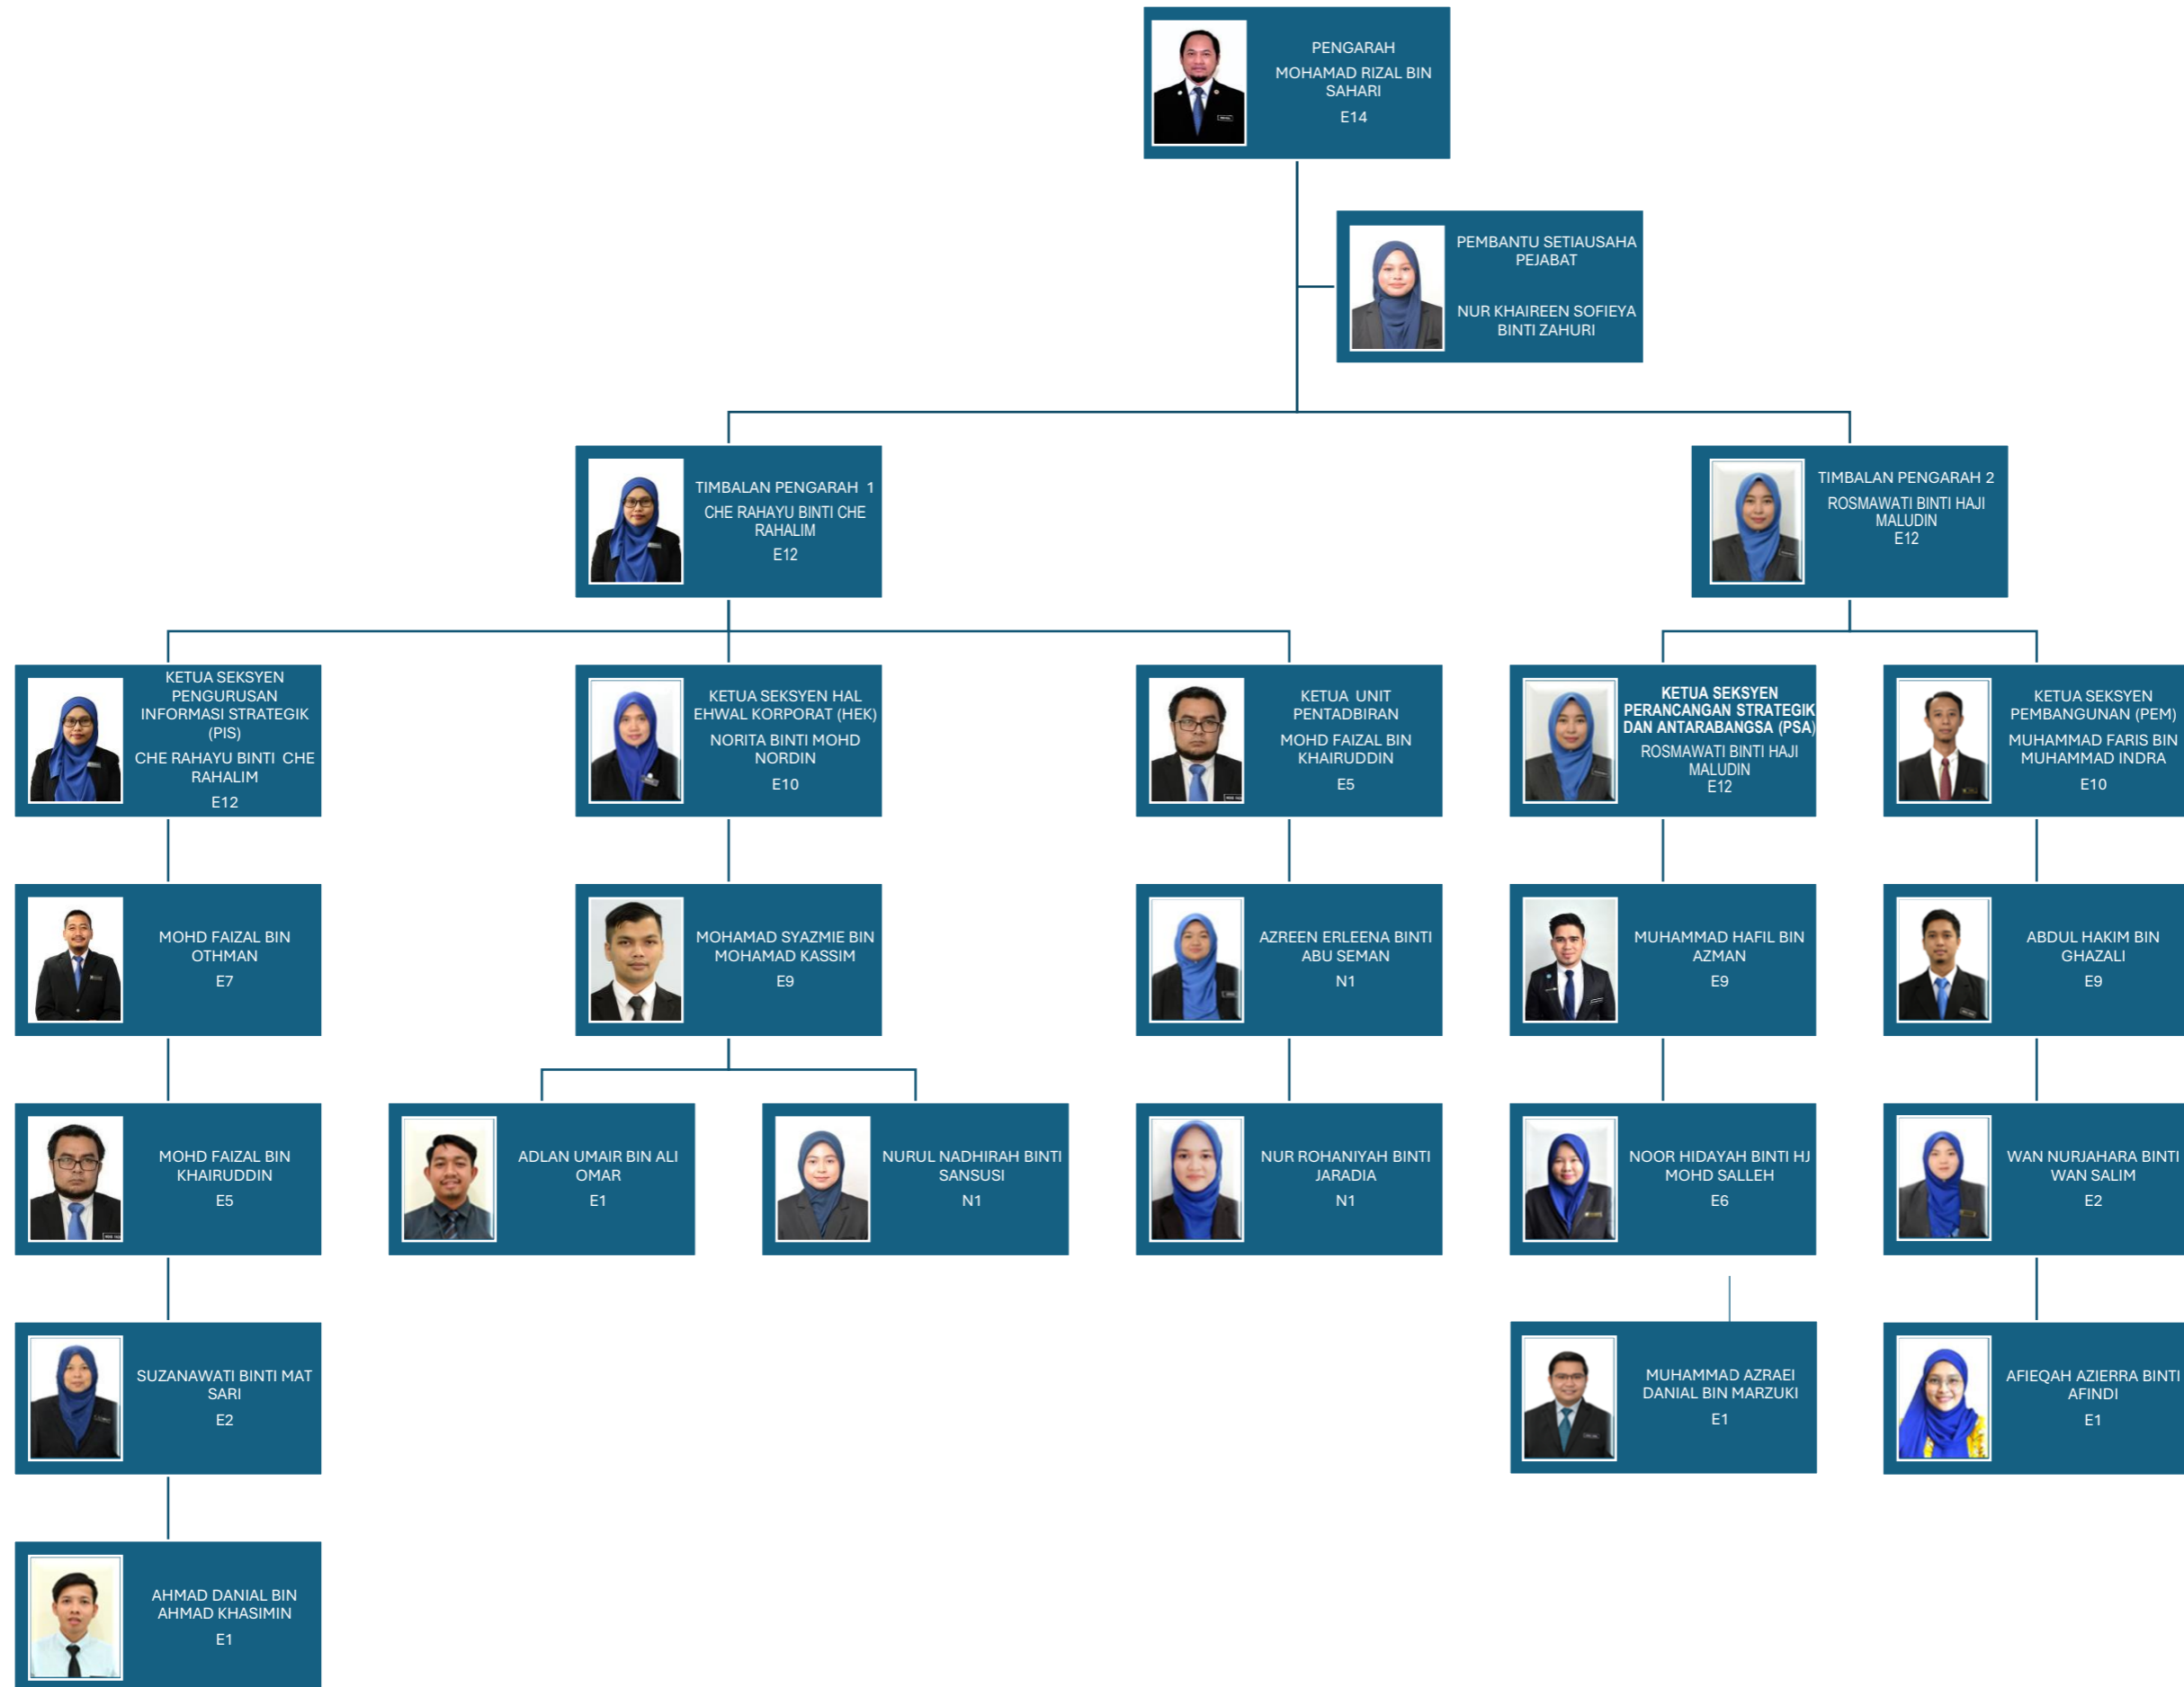 PENGARAH
MOHAMAD RIZAL BIN
SAHARI
E14
PEMBANTU SETIAUSAHA
PEJABAT
NUR KHAIREEN SOFIEYA
BINTI ZAHURI
TIMBALAN PENGARAH 1
CHE RAHAYU BINTI CHE
RAHALIM
E12
TIMBALAN PENGARAH 2
ROSMAWATI BINTI HAJI
MALUDIN
E12
KETUA SEKSYEN
PENGURUSAN
INFORMASI STRATEGIK
(PIS)
CHE RAHAYU BINTI CHE
RAHALIM
E12
KETUA SEKSYEN HAL
EHWAL KORPORAT (HEK)
NORITA BINTI MOHD
NORDIN
E10
KETUA UNIT
PENTADBIRAN
MOHD FAIZAL BIN
KHAIRUDDIN
E5
KETUA SEKSYEN
PERANCANGAN STRATEGIK
DAN ANTARABANGSA (PSA)
ROSMAWATI BINTI HAJI
MALUDIN
E12
KETUA SEKSYEN
PEMBANGUNAN (PEM)
MUHAMMAD FARIS BIN
MUHAMMAD INDRA
E10
MOHD FAIZAL BIN
OTHMAN
E7
MOHAMAD SYAZMIE BIN
MOHAMAD KASSIM
E9
AZREEN ERLEENA BINTI
ABU SEMAN
N1
MUHAMMAD HAFIL BIN
AZMAN
E9
ABDUL HAKIM BIN
GHAZALI
E9
MOHD FAIZAL BIN
KHAIRUDDIN
E5
ADLAN UMAIR BIN ALI
OMAR
E1
NURUL NADHIRAH BINTI
SANSUSI
N1
NUR ROHANIYAH BINTI
JARADIA
N1
NOOR HIDAYAH BINTI HJ
MOHD SALLEH
E6
WAN NURJAHARA BINTI
WAN SALIM
E2
SUZANAWATI BINTI MAT
SARI
E2
MUHAMMAD AZRAEI
DANIAL BIN MARZUKI
E1
AFIEQAH AZIERRA BINTI
AFINDI
E1
AHMAD DANIAL BIN
AHMAD KHASIMIN
E1